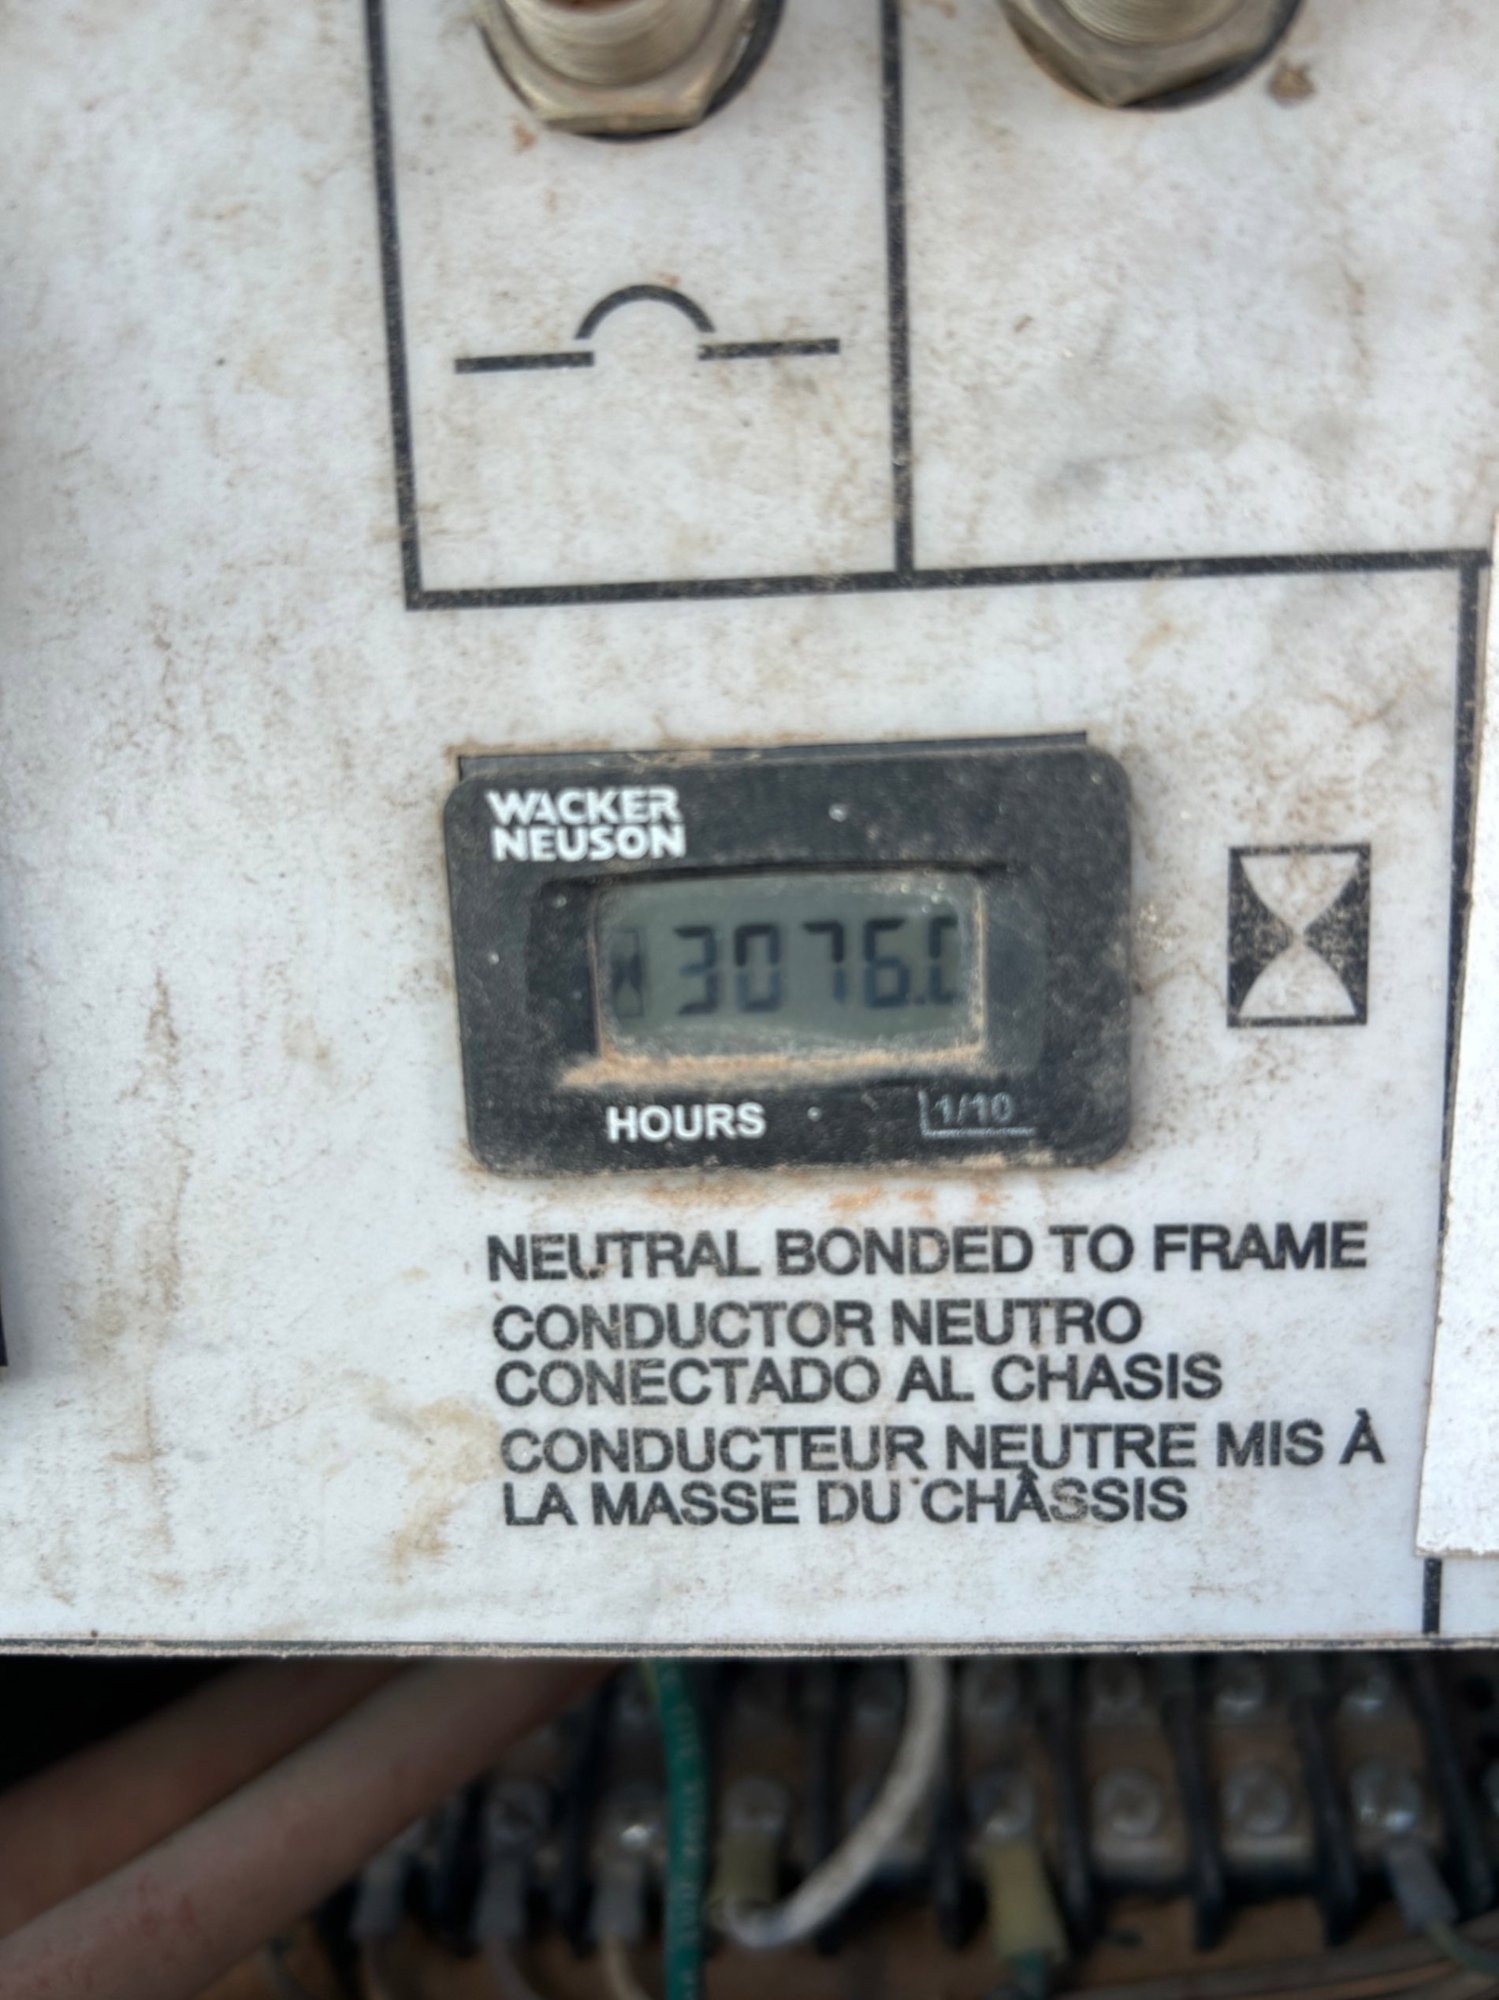 WACKER
NEUSON
3076.0
HOURS
1/10
NEUTRAL BONDED TO FRAME
CONDUCTOR NEUTRO
CONECTADO AL CHASIS
CONDUCTEUR NEUTRE MIS À
LA MASSE DU CHÂSSIS